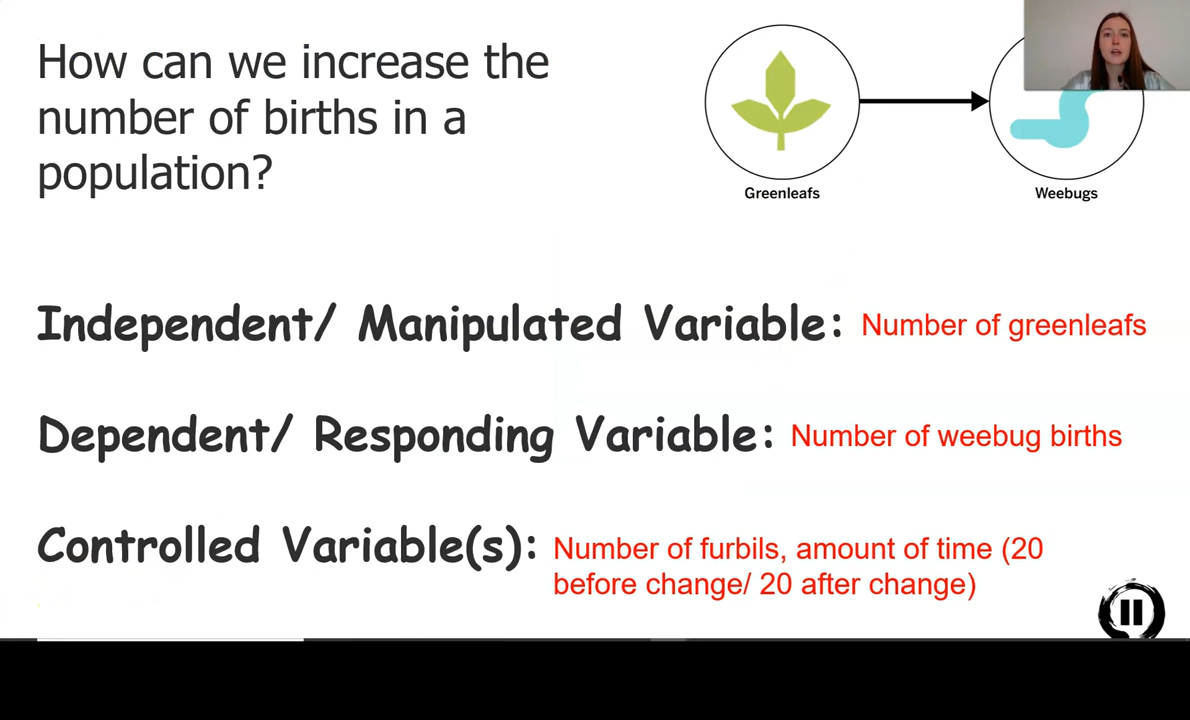 How can we increase the
number of births in a
population?
Greenleafs
Weebugs
Independent/ Manipulated Variable: Number of greenleafs
Dependent/ Responding Variable: Number of weebug births
Controlled Variable(s): Number of furbils, amount of time (20
before change/ 20 after change)